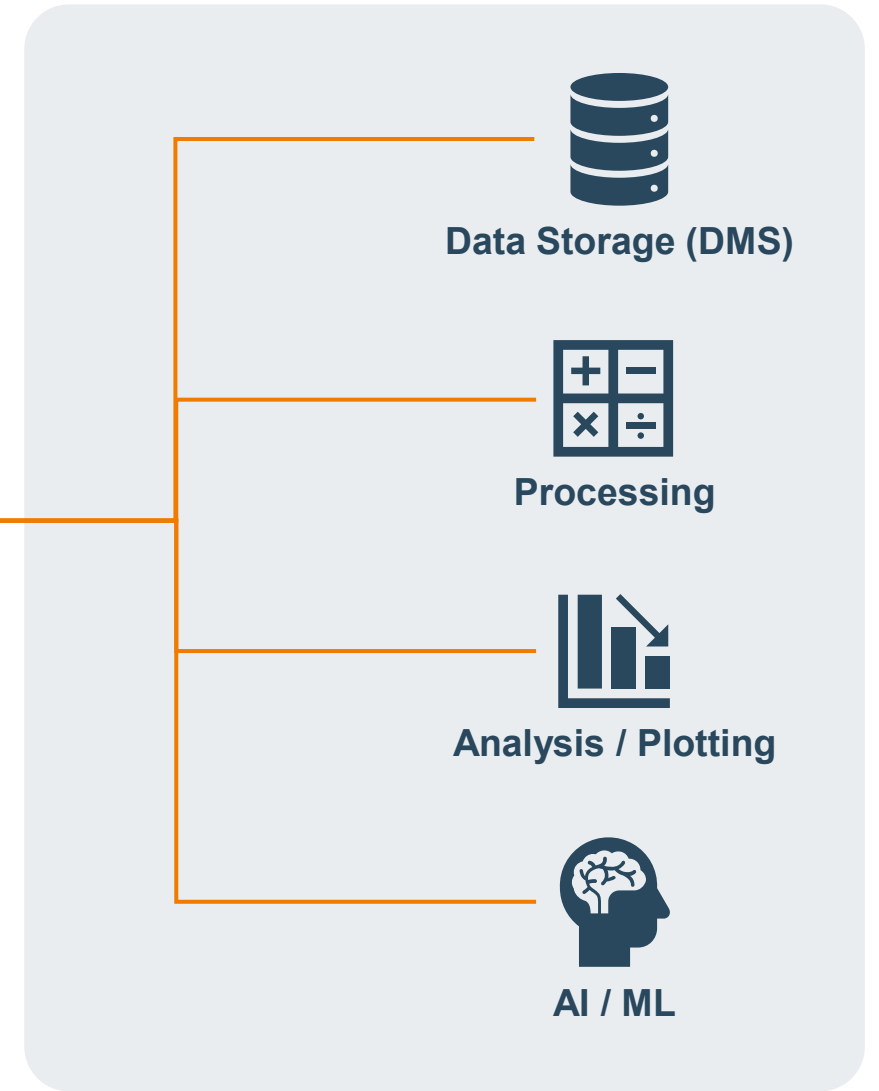 Data Storage (DMS)
Processing
Analysis / Plotting
AI / ML